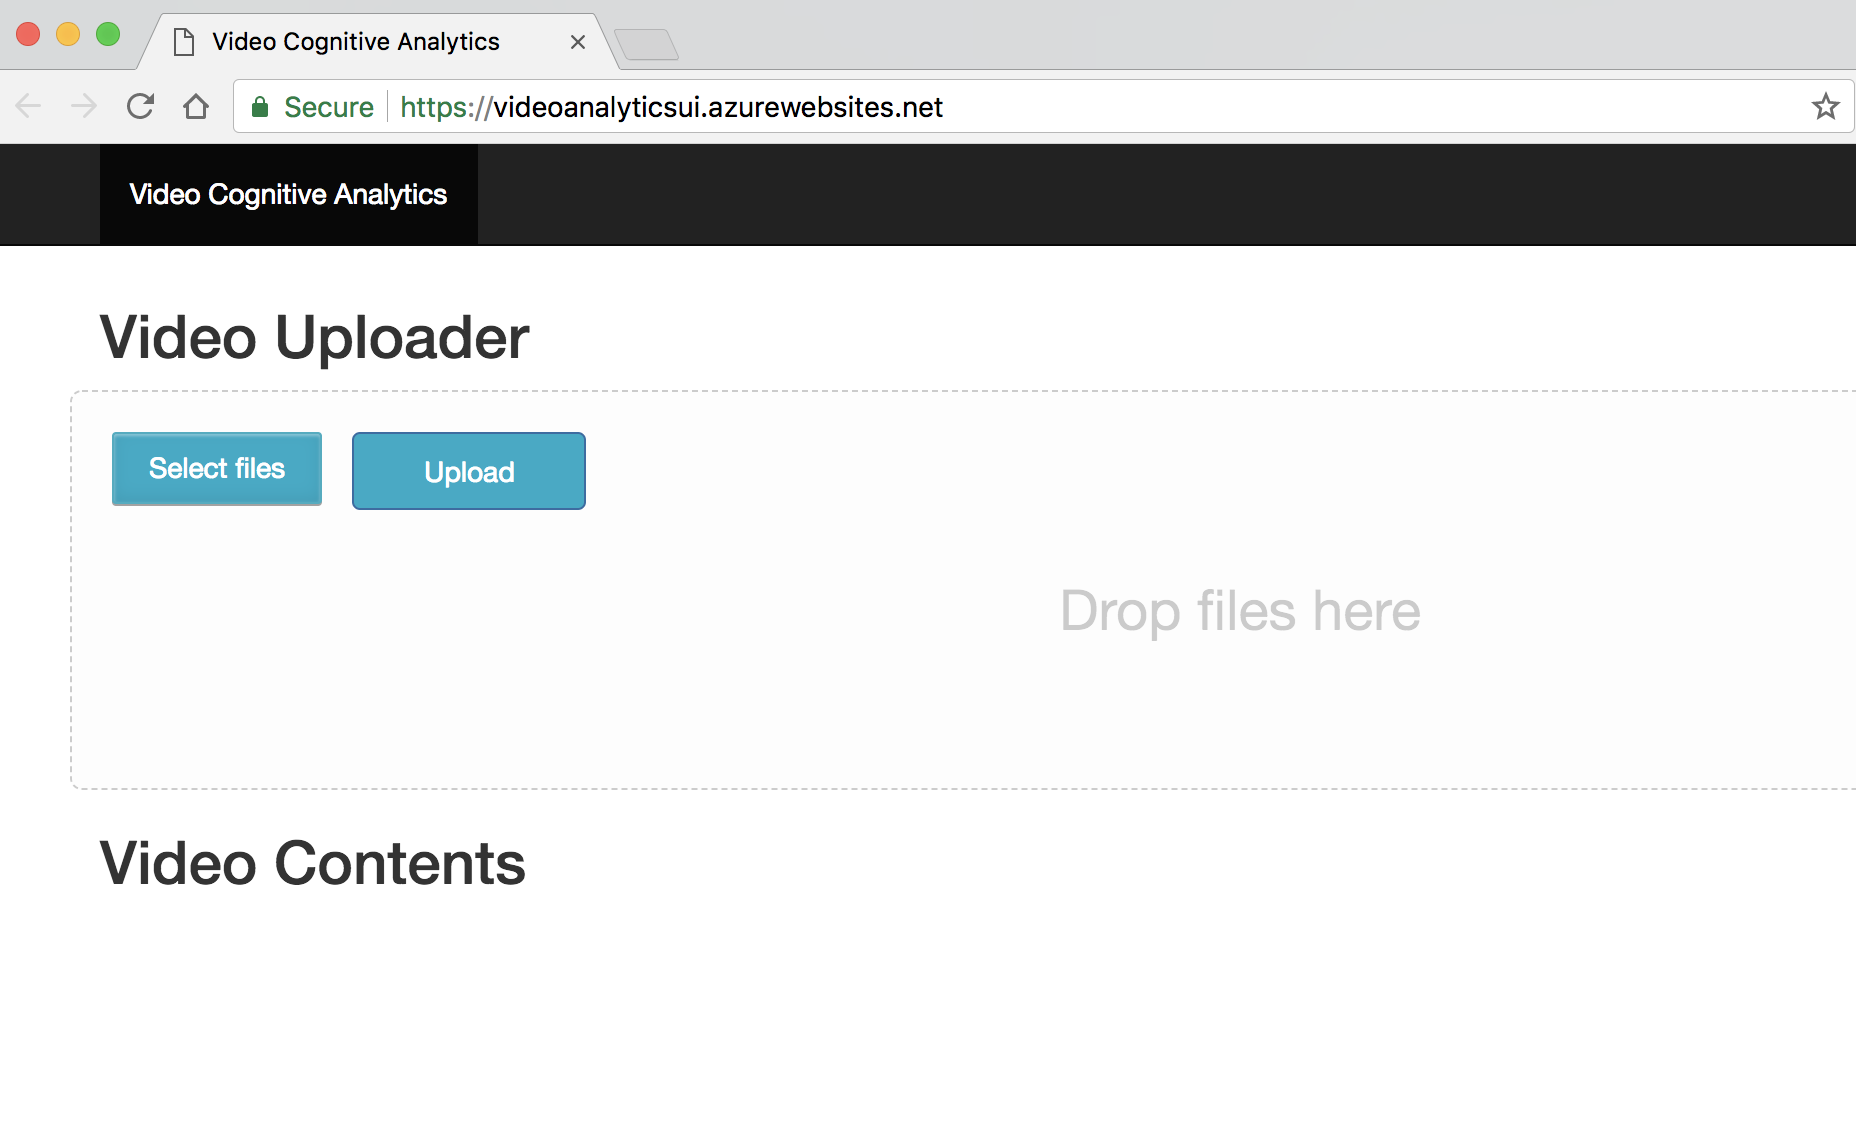 Video Cognitive Analytics
Secure https://videoanalyticsui.azurewebsites.net
Video Cognitive Analytics
Video Uploader
Select files Upload
Drop files here
Video Contents